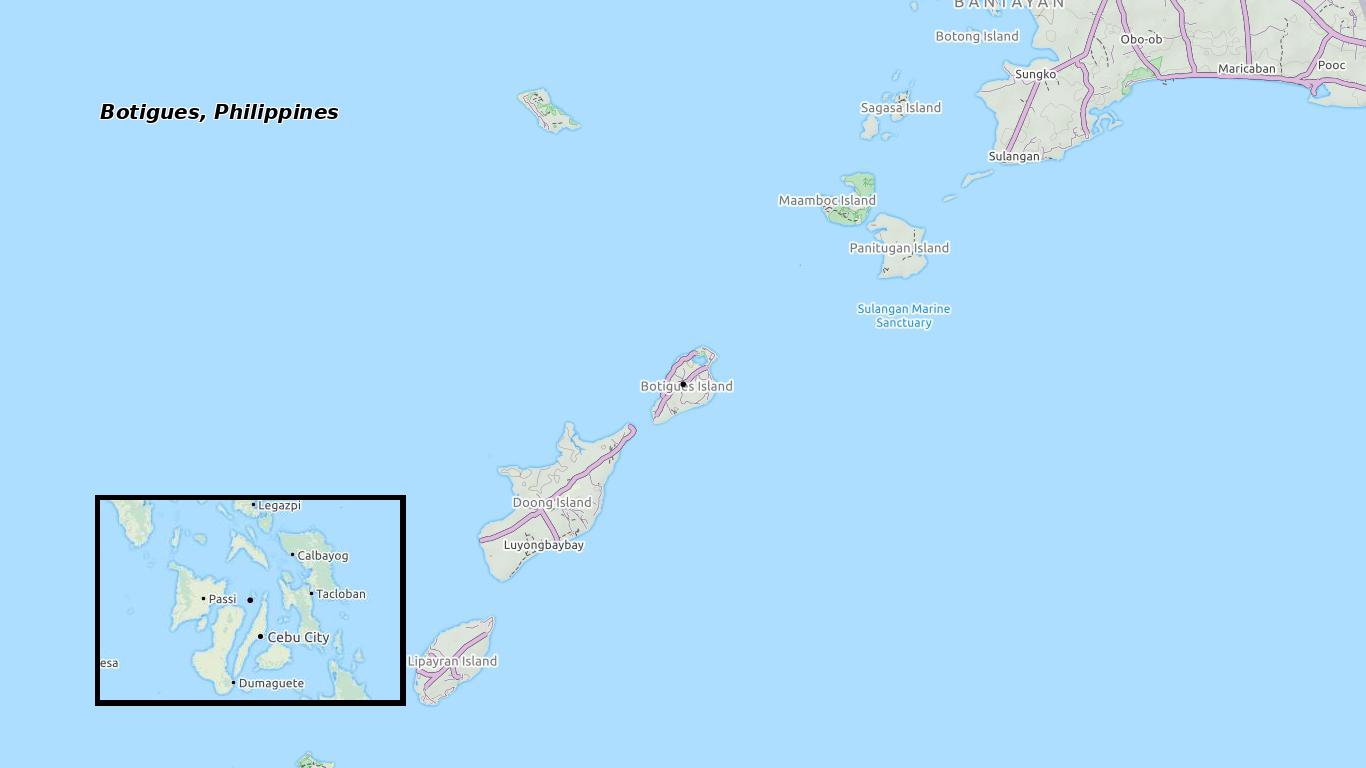 BANTAYAN
Botong Island
Obo-ob
Pooc
Maricaban
Sungko
Sagasa Island
Botigues, Philippines
Sulangan
Maamboc Island
Panitugan Island
Sulangan Marine
Sanctuary
Botigues Island
Doong Island
Luyongbaybay
Lipayran Island
Legazpi
Calbayog
Tacloban
Passi
Cebu City
esa
Dumaguete